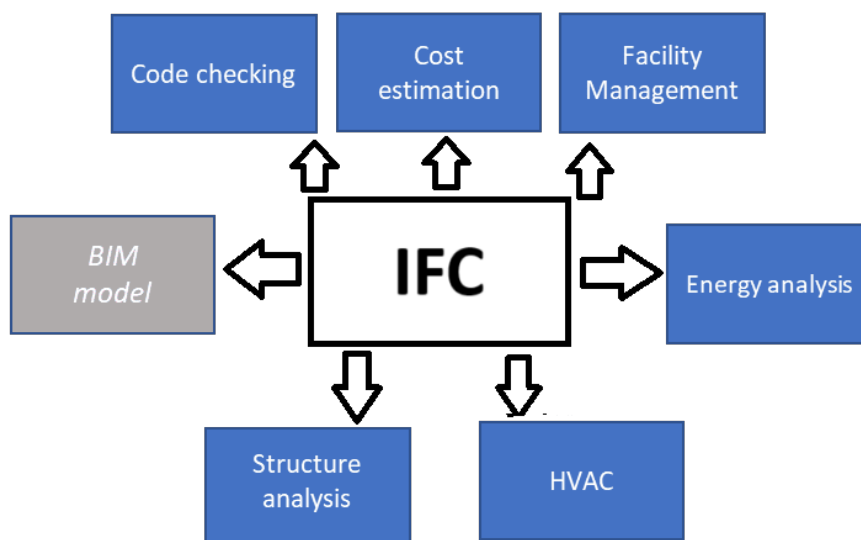 Code checking
Cost
estimation
Facility
Management
BIM
model
IFC
Energy analysis
Structure
analysis
HVAC